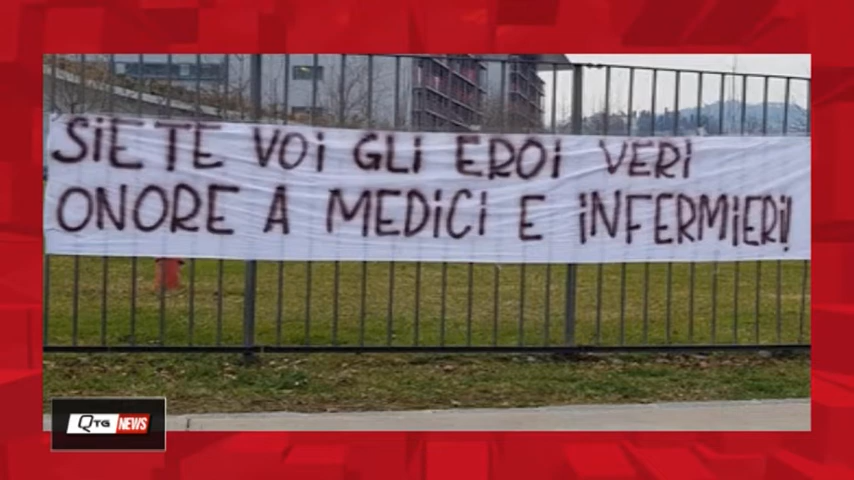 SiETE VOi GLi EROi VERi
ONORE A MEDiCi E iNFERMiERi!
QTG NEWS